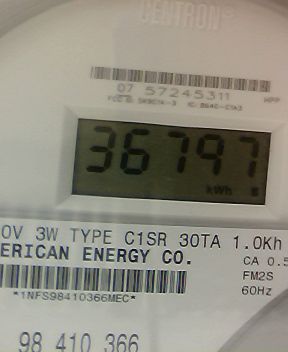 CENTRON®
07 57245311
36797
kWh
0V 3W TYPE C1SR 30TA 1.0Kh
ERICAN ENERGY CO.
CA 0.5
FM2S
*1NFS98410366MEC*
60Hz
98 410 366